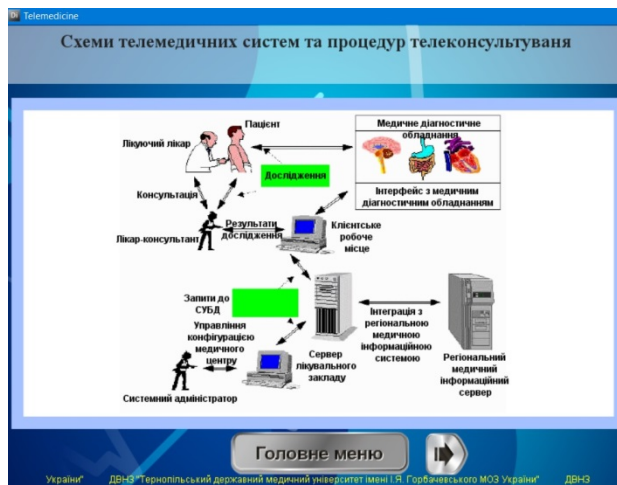 Telemedicine
Схеми телемедичних систем та процедур телеконсультуваня
Пацієнт
Лікуючий лікар
Медичне діагностичне
обладнання
Дослідження
Консультація
Інтерфейс з медичним
діагностичним обладнанням
Лікар-консультант
Результати
дослідження
Клієнтське
робоче
місце
Запити до
СУБД
Управління
конфігурацією
медичного
центру
Інтеграція з
регіональною
медичною
інформаційною
системою
Сервер
лікувального
закладу
Регіональний
медичний
інформаційний
сервер
Системний адміністратор
Головне меню
України" ДВНЗ "Тернопільський державний медичний університет імені І.Я. Горбачевського МОЗ України" ДВНЗ